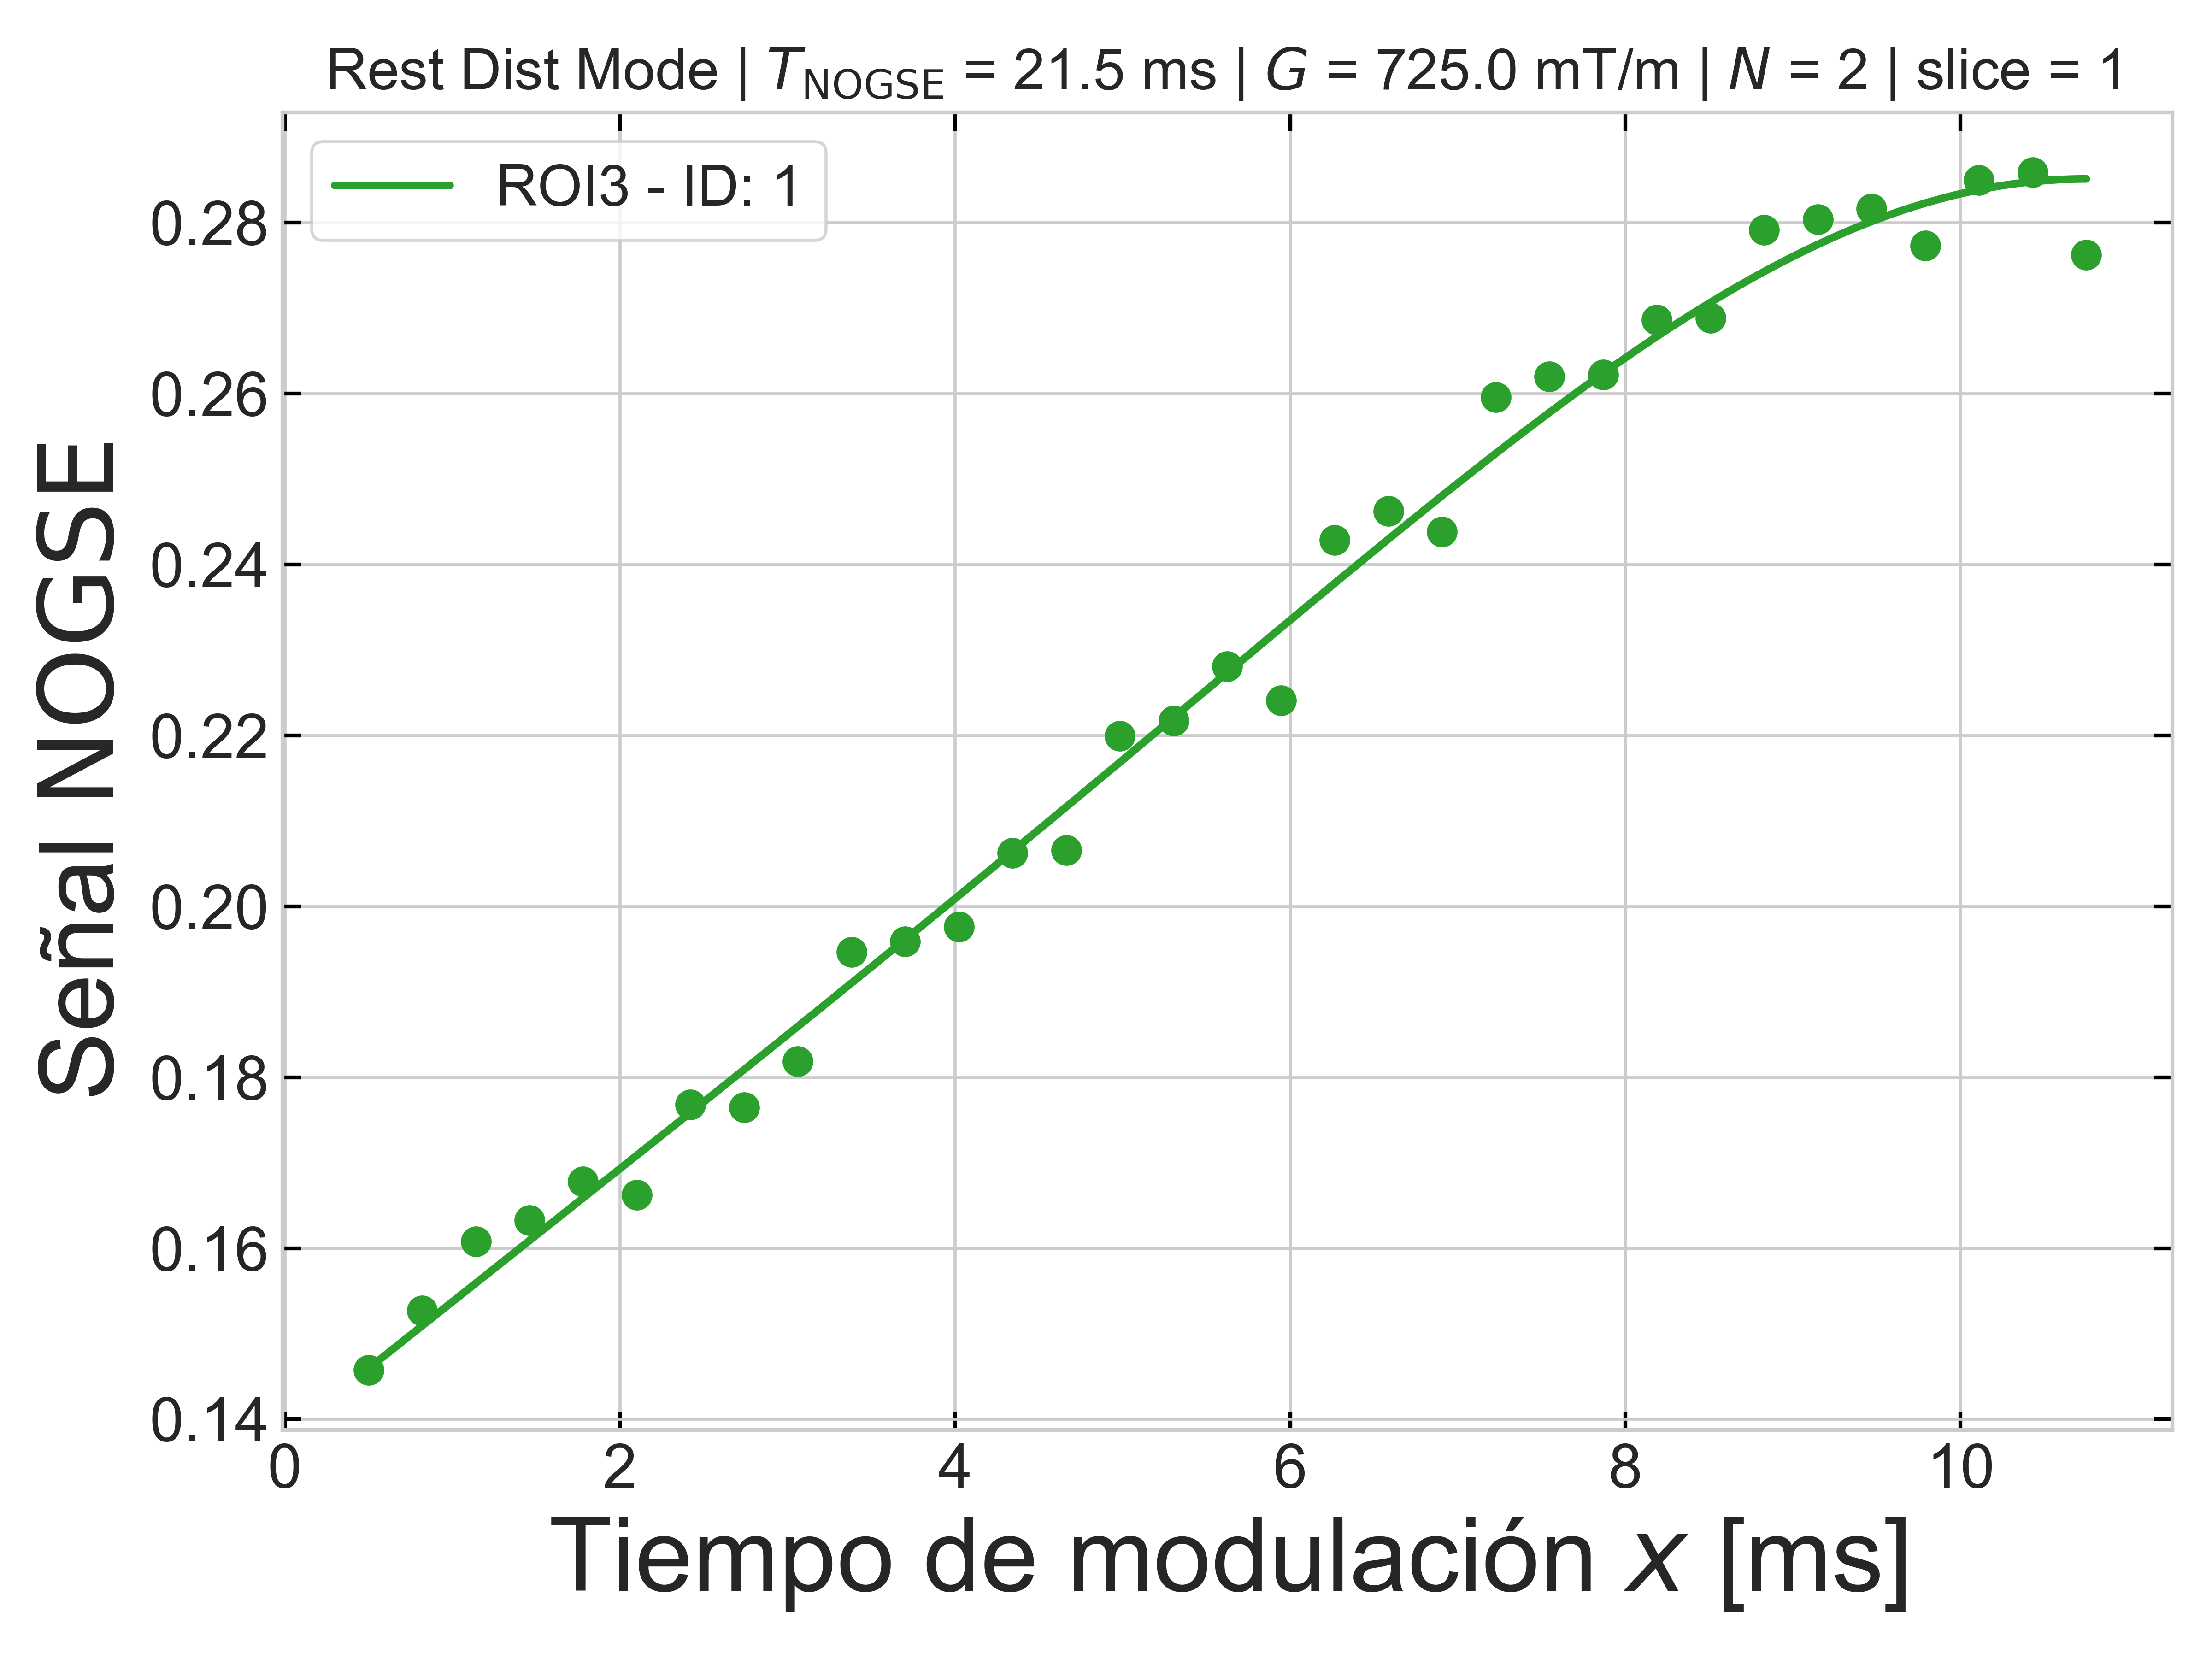 Rest Dist Mode | T_NOGSE = 21.5 ms | G = 725.0 mT/m | N = 2 | slice = 1
ROI3 - ID: 1
Señal NOGSE
0.28
0.26
0.24
0.22
0.20
0.18
0.16
0.14
0 2 4 6 8 10
Tiempo de modulación x [ms]